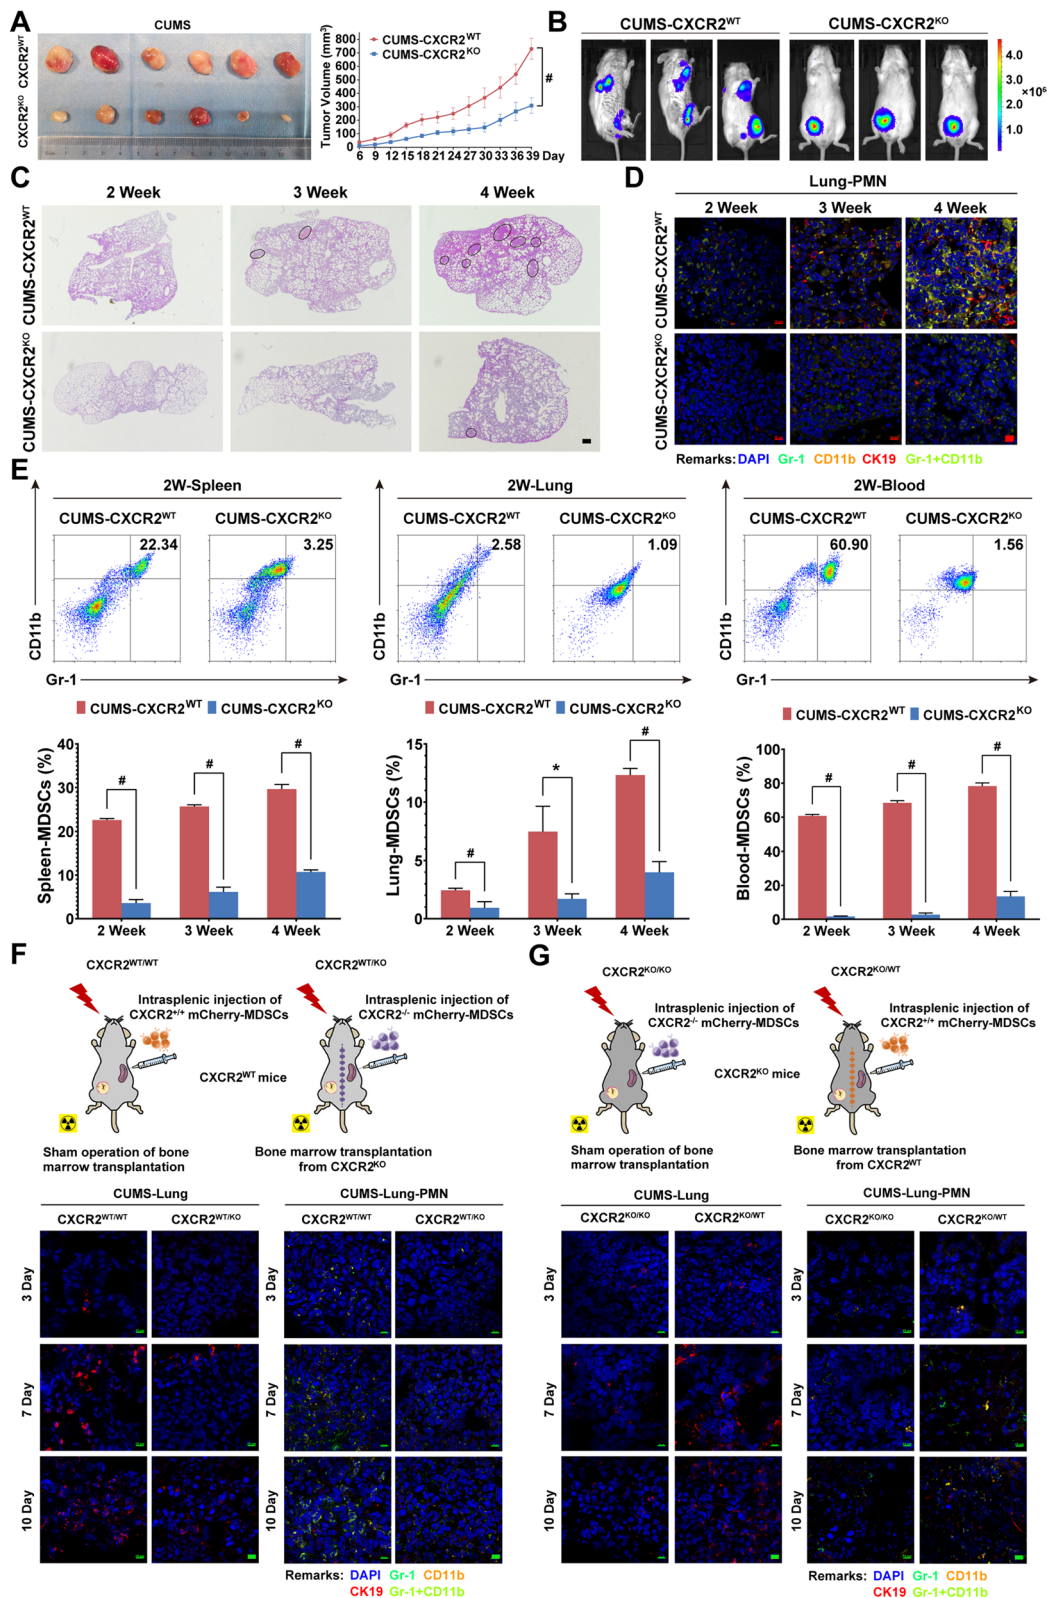 A
CUMS
CXCR2WT
CXCR2KO
Tumor Volume (mm3)
800
700
600
500
400
300
200
100
0
6 9 12 15 18 21 24 27 30 33 36 39 Day
CUMS-CXCR2WT
CUMS-CXCR2KO
#
B
CUMS-CXCR2WT
CUMS-CXCR2KO
4.0
3.0
2.0
1.0
×10⁶
C
2 Week
3 Week
4 Week
CUMS-CXCR2WT
CUMS-CXCR2KO
D
Lung-PMN
2 Week
3 Week
4 Week
CUMS-CXCR2WT
CUMS-CXCR2KO
Remarks: DAPI Gr-1 CD11b CK19 Gr-1+CD11b
E
2W-Spleen
2W-Lung
2W-Blood
CUMS-CXCR2WT
CUMS-CXCR2KO
CUMS-CXCR2WT
CUMS-CXCR2KO
CUMS-CXCR2WT
CUMS-CXCR2KO
22.34
3.25
2.58
1.09
60.90
1.56
CD11b
CD11b
CD11b
Gr-1
Gr-1
Gr-1
CUMS-CXCR2WT CUMS-CXCR2KO
CUMS-CXCR2WT CUMS-CXCR2KO
CUMS-CXCR2WT CUMS-CXCR2KO
Spleen-MDSCs (%)
40
30
20
10
0
# # #
2 Week 3 Week 4 Week
Lung-MDSCs (%)
15
10
5
0
# * #
2 Week 3 Week 4 Week
Blood-MDSCs (%)
100
80
60
40
20
0
# # #
2 Week 3 Week 4 Week
F
CXCR2WT/WT
CXCR2WT/KO
Intrasplenic injection of
CXCR2+/+ mCherry-MDSCs
Intrasplenic injection of
CXCR2-/- mCherry-MDSCs
CXCR2WT mice
Sham operation of bone
marrow transplantation
Bone marrow transplantation
from CXCR2KO
CUMS-Lung
CUMS-Lung-PMN
CXCR2WT/WT
CXCR2WT/KO
CXCR2WT/WT
CXCR2WT/KO
3 Day
3 Day
7 Day
7 Day
10 Day
10 Day
Remarks: DAPI Gr-1 CD11b
CK19 Gr-1+CD11b
G
CXCR2KO/KO
CXCR2KO/WT
Intrasplenic injection of
CXCR2-/- mCherry-MDSCs
Intrasplenic injection of
CXCR2+/+ mCherry-MDSCs
CXCR2KO mice
Sham operation of bone
marrow transplantation
Bone marrow transplantation
from CXCR2WT
CUMS-Lung
CUMS-Lung-PMN
CXCR2KO/KO
CXCR2KO/WT
CXCR2KO/KO
CXCR2KO/WT
3 Day
3 Day
7 Day
7 Day
10 Day
10 Day
Remarks: DAPI Gr-1 CD11b
CK19 Gr-1+CD11b